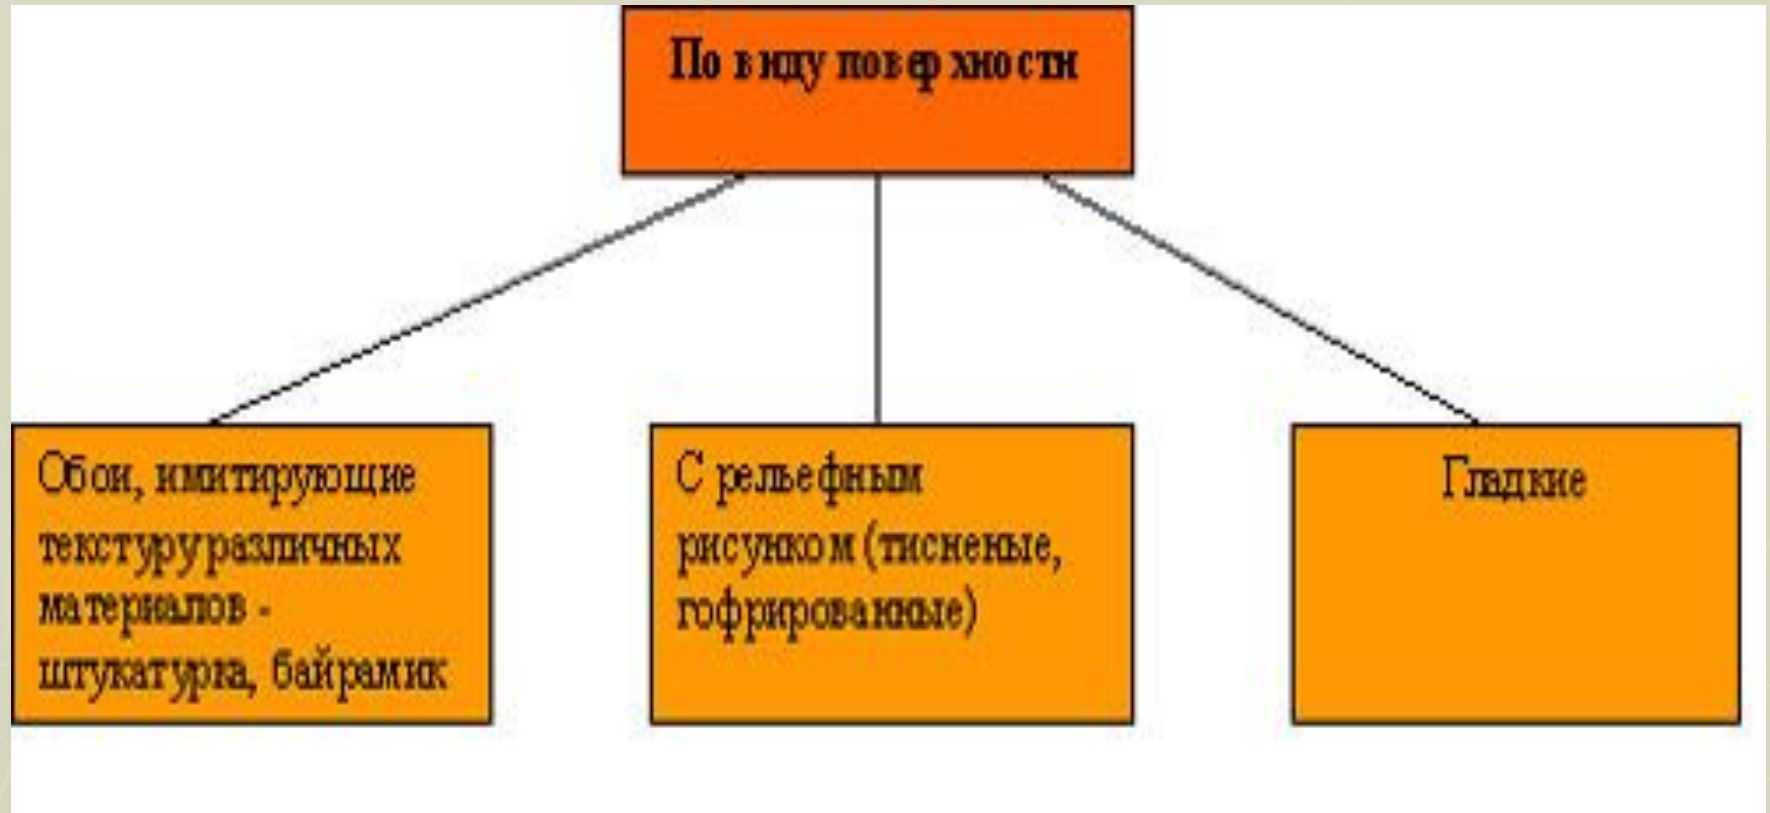 По виду поверхности
Обои, имитирующие
текстуру различных
материалов -
штукатурка, байрамик
С рельефным
рисунком (тисненые,
гофрированные)
Гладкие